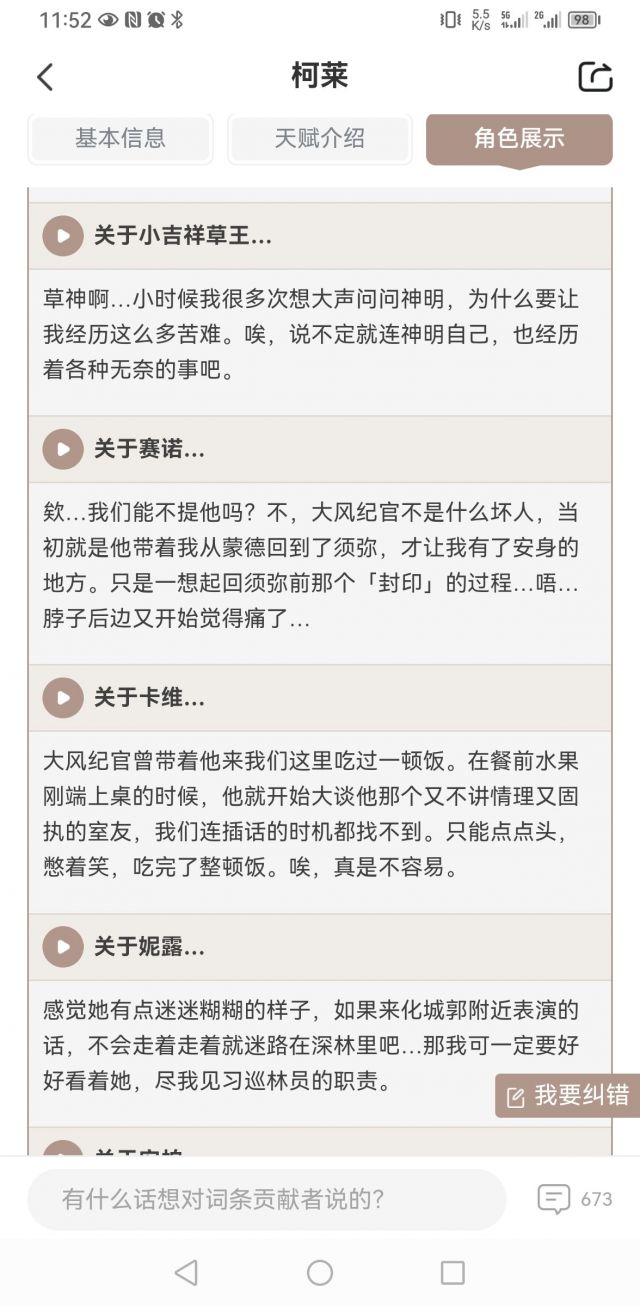 11:52
5.5
K/s
5G
2G
98
柯莱
基本信息
天赋介绍
角色展示
关于小吉祥草王…
草神啊…小时候我很多次想大声问问神明，为什么要让
我经历这么多苦难。唉，说不定就连神明自己，也经历
着各种无奈的事吧。
关于赛诺…
欸…我们能不提他吗？不，大风纪官不是什么坏人，当
初就是他带着我从蒙德回到了须弥，才让我有了安身的
地方。只是一想起回须弥前那个「封印」的过程…唔…
脖子后边又开始觉得痛了…
关于卡维…
大风纪官曾带着他来我们这里吃过一顿饭。在餐前水果
刚端上桌的时候，他就开始大谈他那个又不讲情理又固
执的室友，我们连插话的时机都找不到。只能点点头，
憋着笑，吃完了整顿饭。唉，真是不容易。
关于妮露…
感觉她有点迷迷糊糊的样子，如果来化城郭附近表演的
话，不会走着走着就迷路在深林里吧…那我可一定要好
好看着她，尽我见习巡林员的职责。
我要纠错
有什么话想对词条贡献者说的？
673